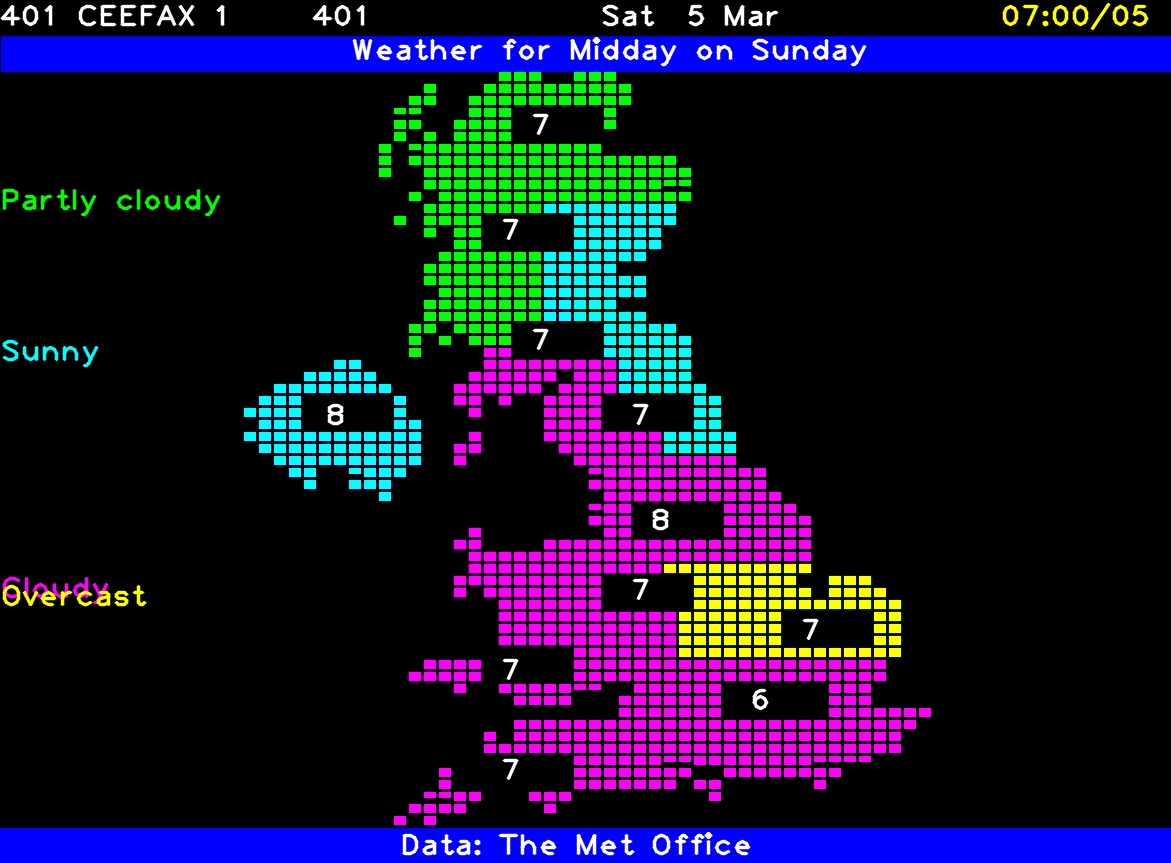 401 CEEFAX 1 401 Sat 5 Mar 07:00/05
Weather for Midday on Sunday
7
Partly cloudy
7
7
Sunny
8 7
8
Cloudy
7
Overcast
7
7
6
7
Data: The Met Office